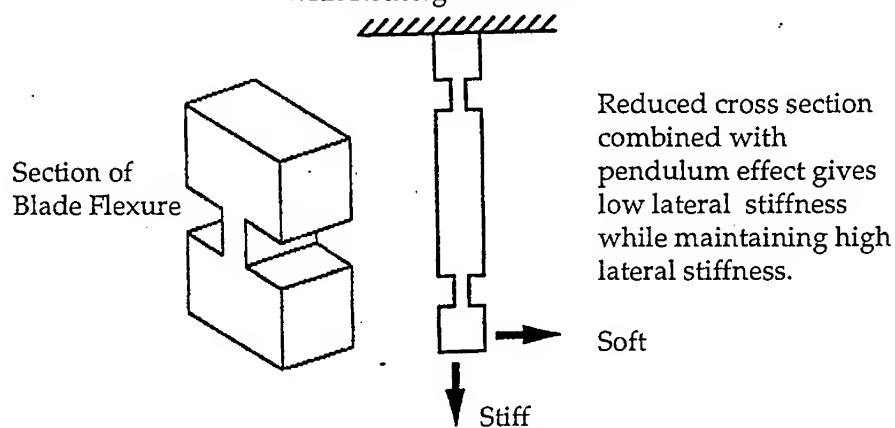 Section of
Blade Flexure
Reduced cross section
combined with
pendulum effect gives
low lateral stiffness
while maintaining high
lateral stiffness.
Soft
Stiff